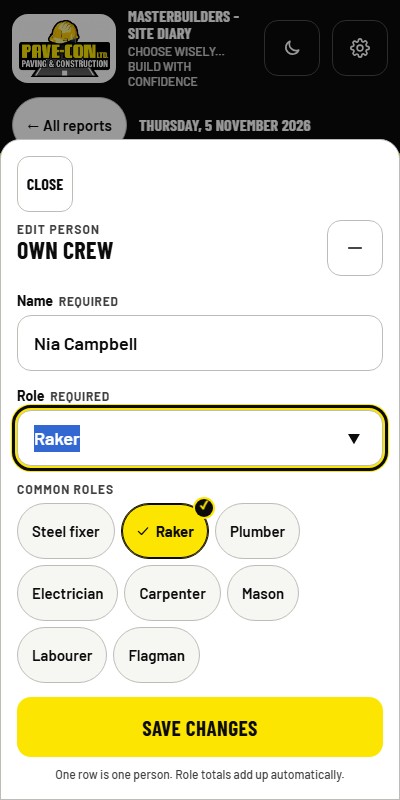 PAVE-CON LTD.
PAVING & CONSTRUCTION
MASTERBUILDERS -
SITE DIARY
CHOOSE WISELY...
BUILD WITH
CONFIDENCE
← All reports
THURSDAY, 5 NOVEMBER 2026
CLOSE
EDIT PERSON
OWN CREW
Name REQUIRED
Nia Campbell
Role REQUIRED
Raker
COMMON ROLES
Steel fixer
Raker
Plumber
Electrician
Carpenter
Mason
Labourer
Flagman
SAVE CHANGES
One row is one person. Role totals add up automatically.